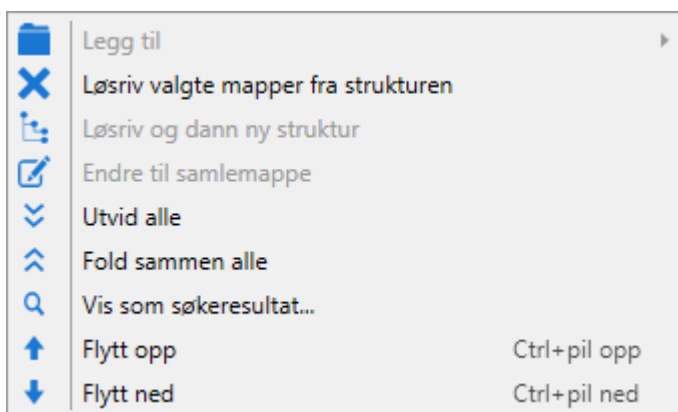 Legg til
Løsriv valgte mapper fra strukturen
Løsriv og dann ny struktur
Endre til samlemappe
Utvid alle
Fold sammen alle
Vis som søkeresultat...
Flytt opp Ctrl+pil opp
Flytt ned Ctrl+pil ned